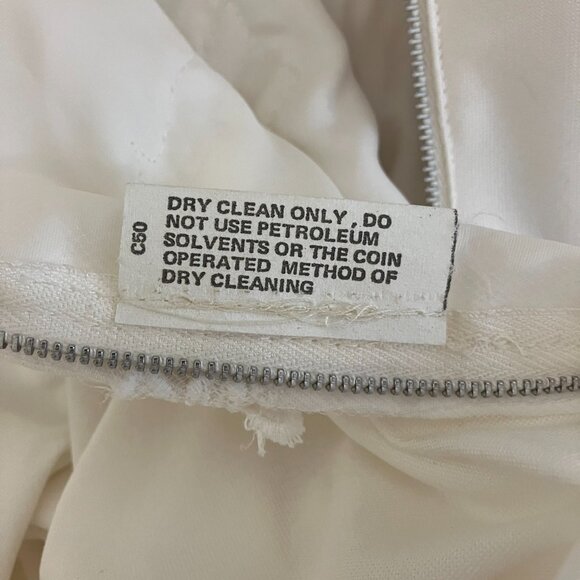 DRY CLEAN ONLY, DO
NOT USE PETROLEUM
SOLVENTS OR THE COIN
OPERATED METHOD OF
DRY CLEANING
C50